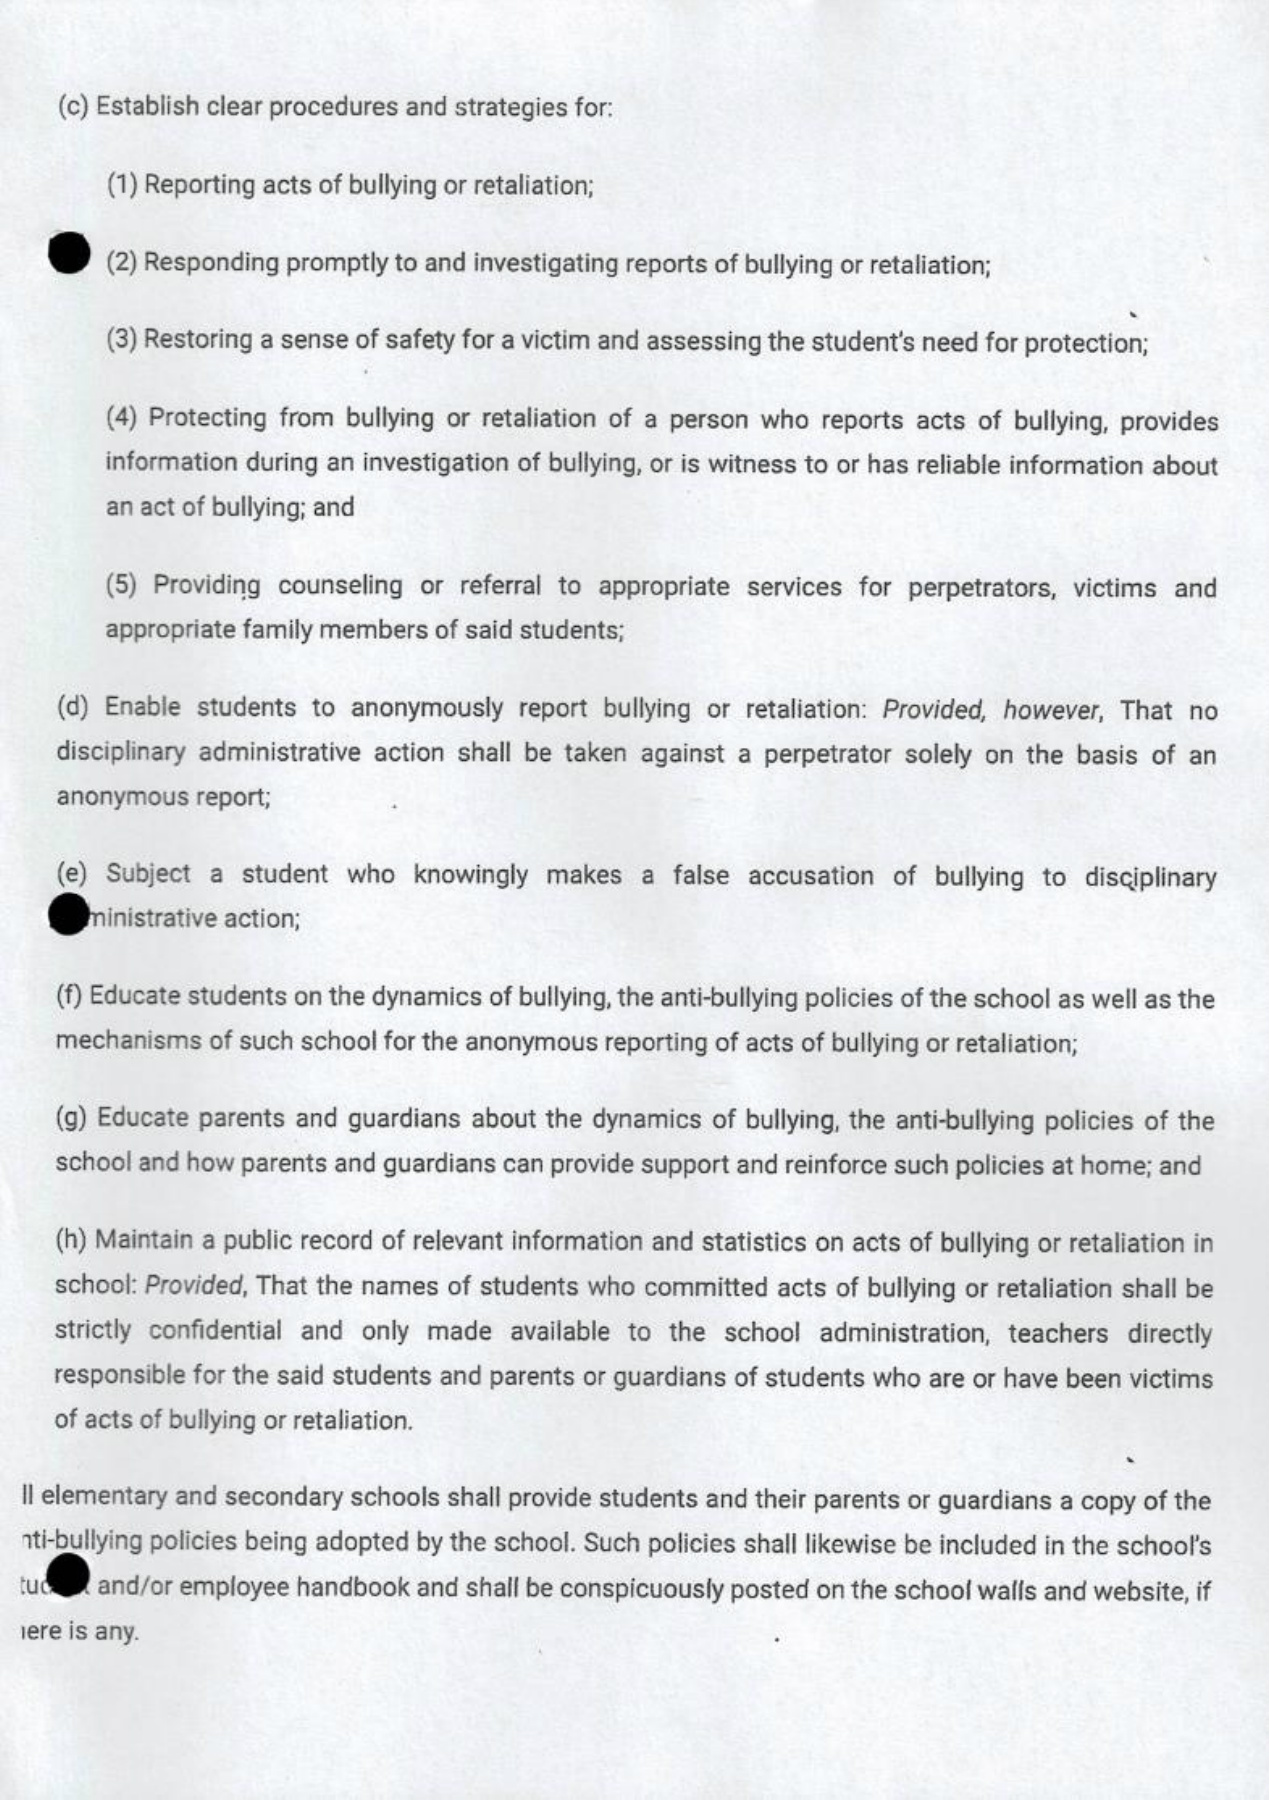 (c) Establish clear procedures and strategies for:
(1) Reporting acts of bullying or retaliation;
(2) Responding promptly to and investigating reports of bullying or retaliation;
(3) Restoring a sense of safety for a victim and assessing the student's need for protection;
(4) Protecting from bullying or retaliation of a person who reports acts of bullying, provides
information during an investigation of bullying, or is witness to or has reliable information about
an act of bullying; and
(5) Providing counseling or referral to appropriate services for perpetrators, victims and
appropriate family members of said students;
(d) Enable students to anonymously report bullying or retaliation: Provided, however, That no
disciplinary administrative action shall be taken against a perpetrator solely on the basis of an
anonymous report;
(e) Subject a student who knowingly makes a false accusation of bullying to disciplinary
ministrative action;
(f) Educate students on the dynamics of bullying, the anti-bullying policies of the school as well as the
mechanisms of such school for the anonymous reporting of acts of bullying or retaliation;
(g) Educate parents and guardians about the dynamics of bullying, the anti-bullying policies of the
school and how parents and guardians can provide support and reinforce such policies at home; and
(h) Maintain a public record of relevant information and statistics on acts of bullying or retaliation in
school: Provided, That the names of students who committed acts of bullying or retaliation shall be
strictly confidential and only made available to the school administration, teachers directly
responsible for the said students and parents or guardians of students who are or have been victims
of acts of bullying or retaliation.
ll elementary and secondary schools shall provide students and their parents or guardians a copy of the
nti-bullying policies being adopted by the school. Such policies shall likewise be included in the school's
and/or employee handbook and shall be conspicuously posted on the school walls and website, if
here is any.